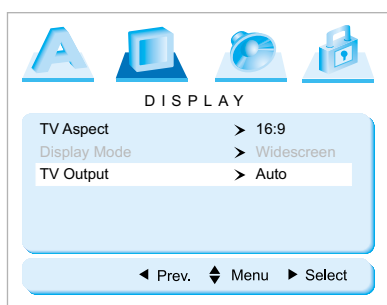 A
DISPLAY
TV Aspect 16:9
Display Mode Widescreen
TV Output Auto
Prev. Menu Select